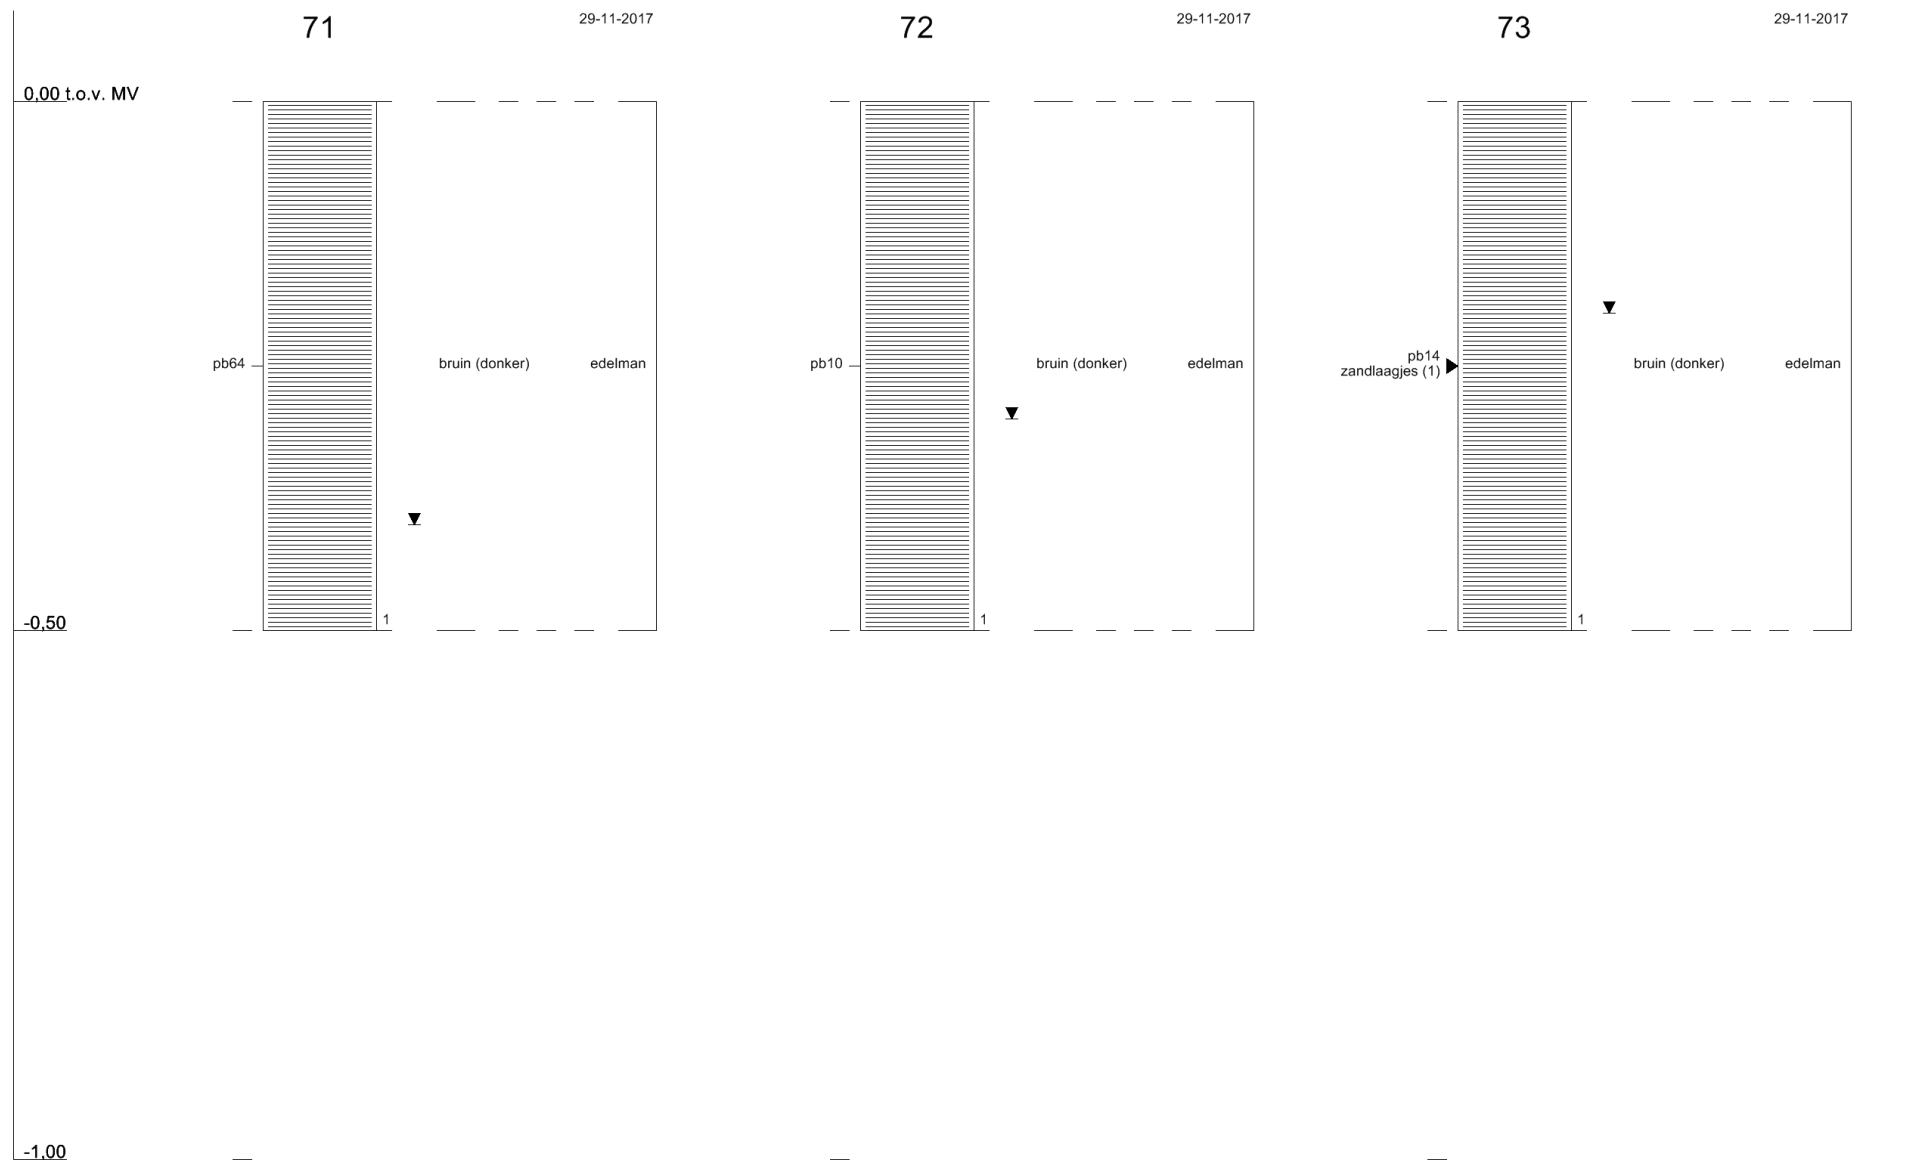 71
29-11-2017
72
29-11-2017
73
29-11-2017
0,00 t.o.v. MV
pb64
bruin (donker)
edelman
pb10
bruin (donker)
edelman
pb14
zandlaagjes (1)
bruin (donker)
edelman
1
1
1
-0,50
-1,00